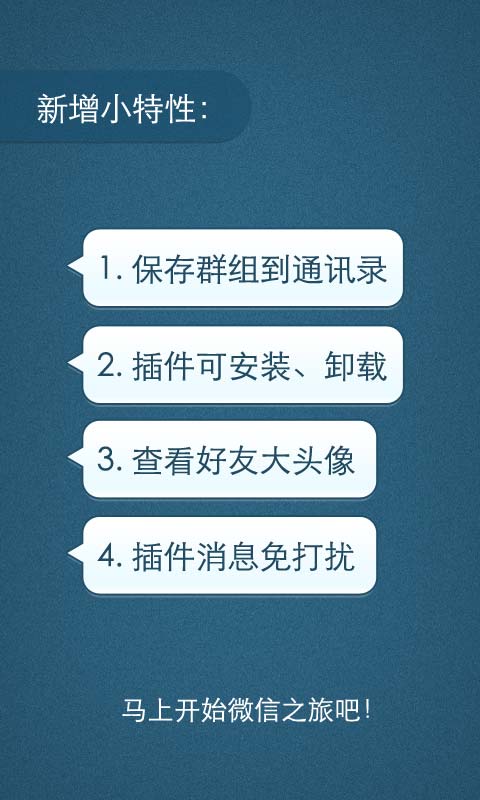 新增小特性：
1. 保存群组到通讯录
2. 插件可安装、卸载
3. 查看好友大头像
4. 插件消息免打扰
马上开始微信之旅吧！